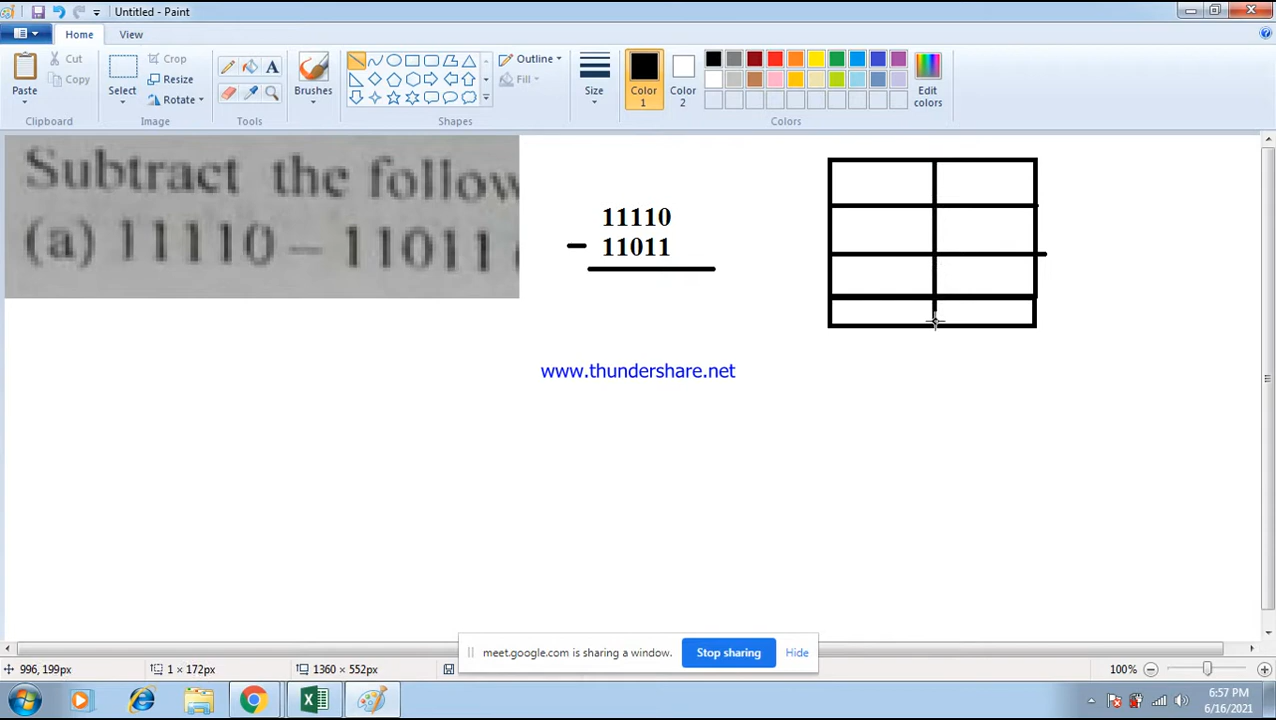 Untitled - Paint
Home
View
Paste
Cut
Copy
Clipboard
Select
Crop
Resize
Rotate
Image
Tools
Brushes
Shapes
Outline
Fill
Size
Color 1
Color 2
Edit colors
Colors
Subtract the follow
(a) 11110 – 11011
11110
– 11011
www.thundershare.net
meet.google.com is sharing a window.
Stop sharing
Hide
996, 199px
1 × 172px
1360 × 552px
100%
6:57 PM
6/16/2021